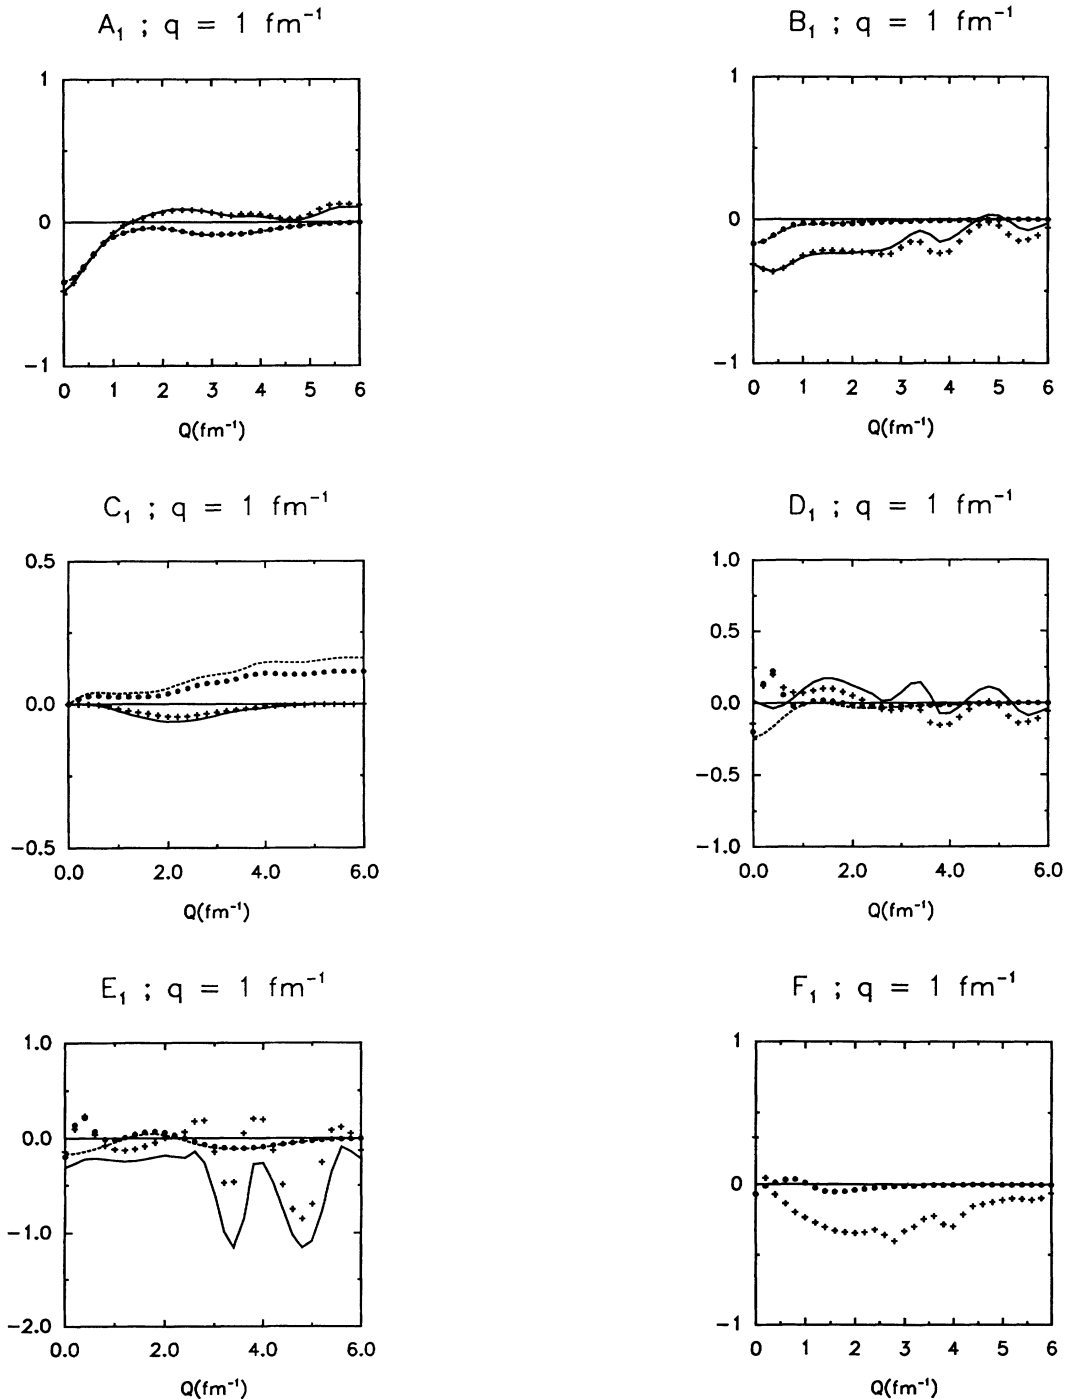 A₁ ; q = 1 fm⁻¹
B₁ ; q = 1 fm⁻¹
1
0
−1
0 1 2 3 4 5 6
Q(fm⁻¹)
1
0
−1
0 1 2 3 4 5 6
Q(fm⁻¹)
C₁ ; q = 1 fm⁻¹
D₁ ; q = 1 fm⁻¹
0.5
0.0
−0.5
0.0 2.0 4.0 6.0
Q(fm⁻¹)
1.0
0.5
0.0
−0.5
−1.0
0.0 2.0 4.0 6.0
Q(fm⁻¹)
E₁ ; q = 1 fm⁻¹
F₁ ; q = 1 fm⁻¹
1.0
0.0
−1.0
−2.0
0.0 2.0 4.0 6.0
Q(fm⁻¹)
1
0
−1
0 1 2 3 4 5 6
Q(fm⁻¹)